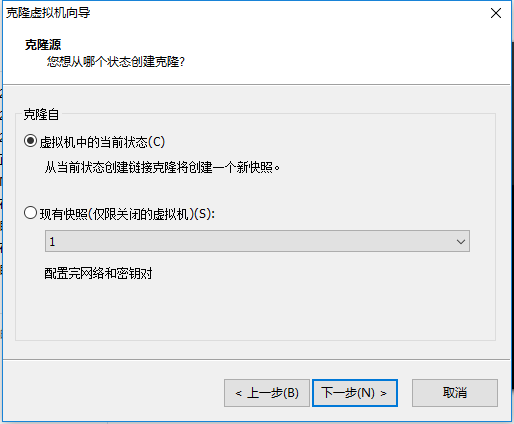 克隆虚拟机向导
克隆源
您想从哪个状态创建克隆?
克隆自
虚拟机中的当前状态(C)
从当前状态创建链接克隆将创建一个新快照。
现有快照(仅限关闭的虚拟机)(S):
1
配置完网络和密钥对
< 上一步(B)
下一步(N) >
取消